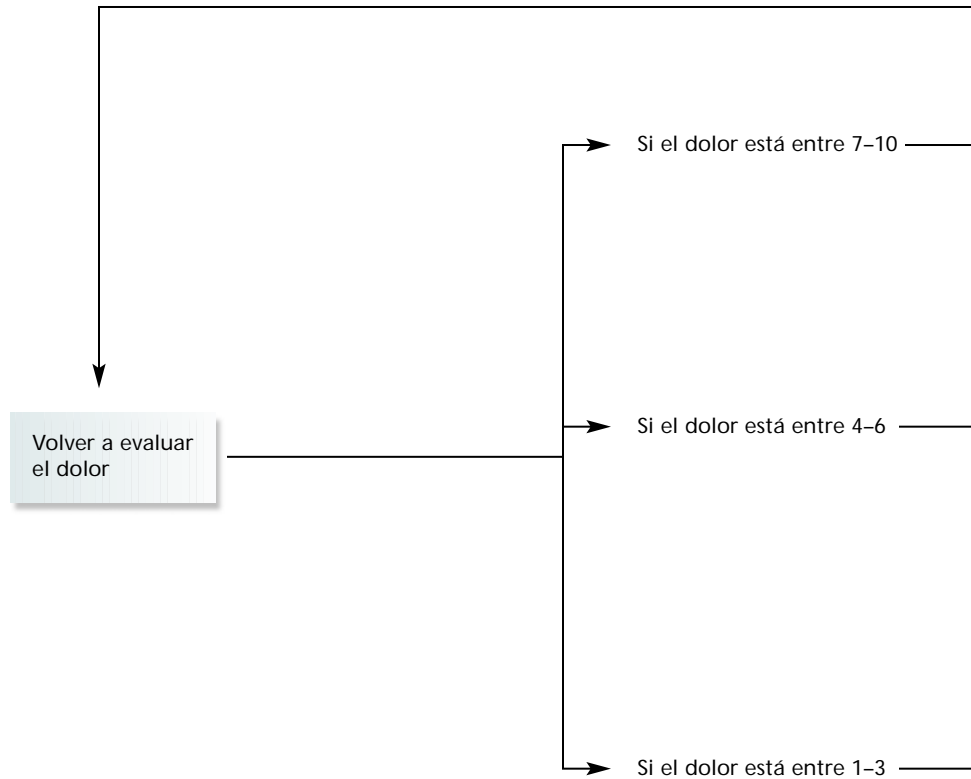 Si el dolor está entre 7–10
Si el dolor está entre 4–6
Volver a evaluar
el dolor
Si el dolor está entre 1–3